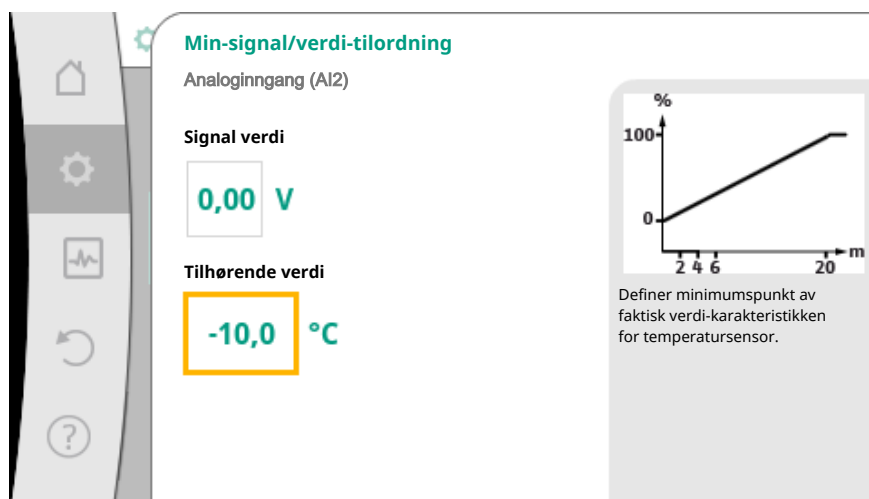 Min-signal/verdi-tilordning
Analoginngang (AI2)
Signal verdi
0,00 V
Tilhørende verdi
-10,0 °C
%
100
0
2 4 6 20
m
Definer minimumspunkt av
faktisk verdi-karakteristikken
for temperatursensor.
?